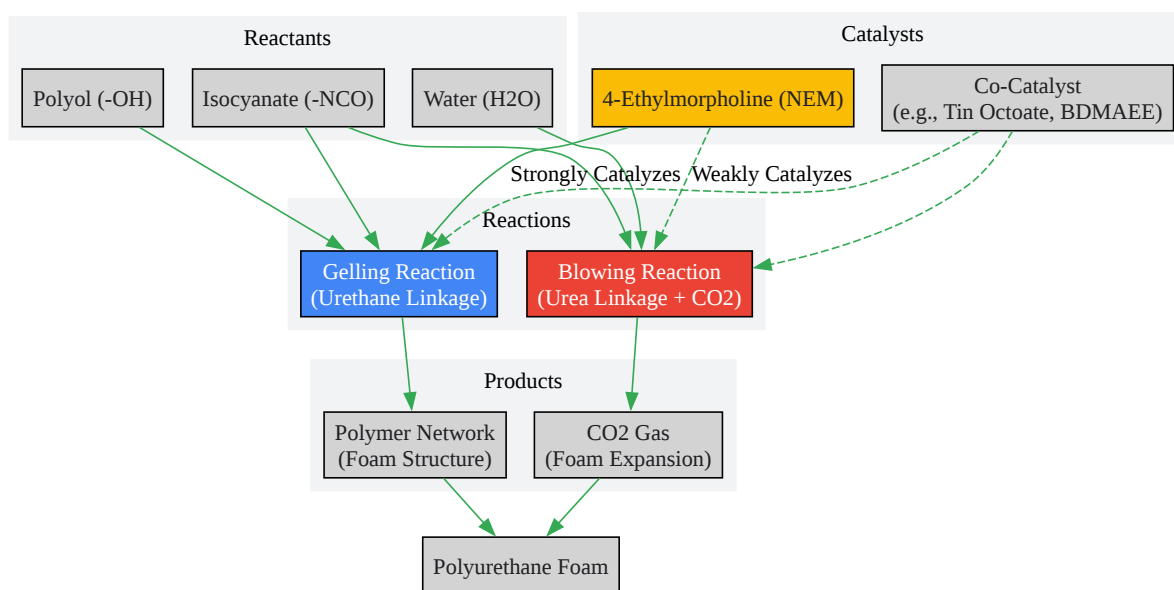 Reactants
Catalysts
Polyol (-OH)
Isocyanate (-NCO)
Water (H2O)
4-Ethylmorpholine (NEM)
Co-Catalyst
(e.g., Tin Octoate, BDMAEE)
Strongly Catalyzes
Weakly Catalyzes
Reactions
Gelling Reaction
(Urethane Linkage)
Blowing Reaction
(Urea Linkage + CO2)
Products
Polymer Network
(Foam Structure)
CO2 Gas
(Foam Expansion)
Polyurethane Foam